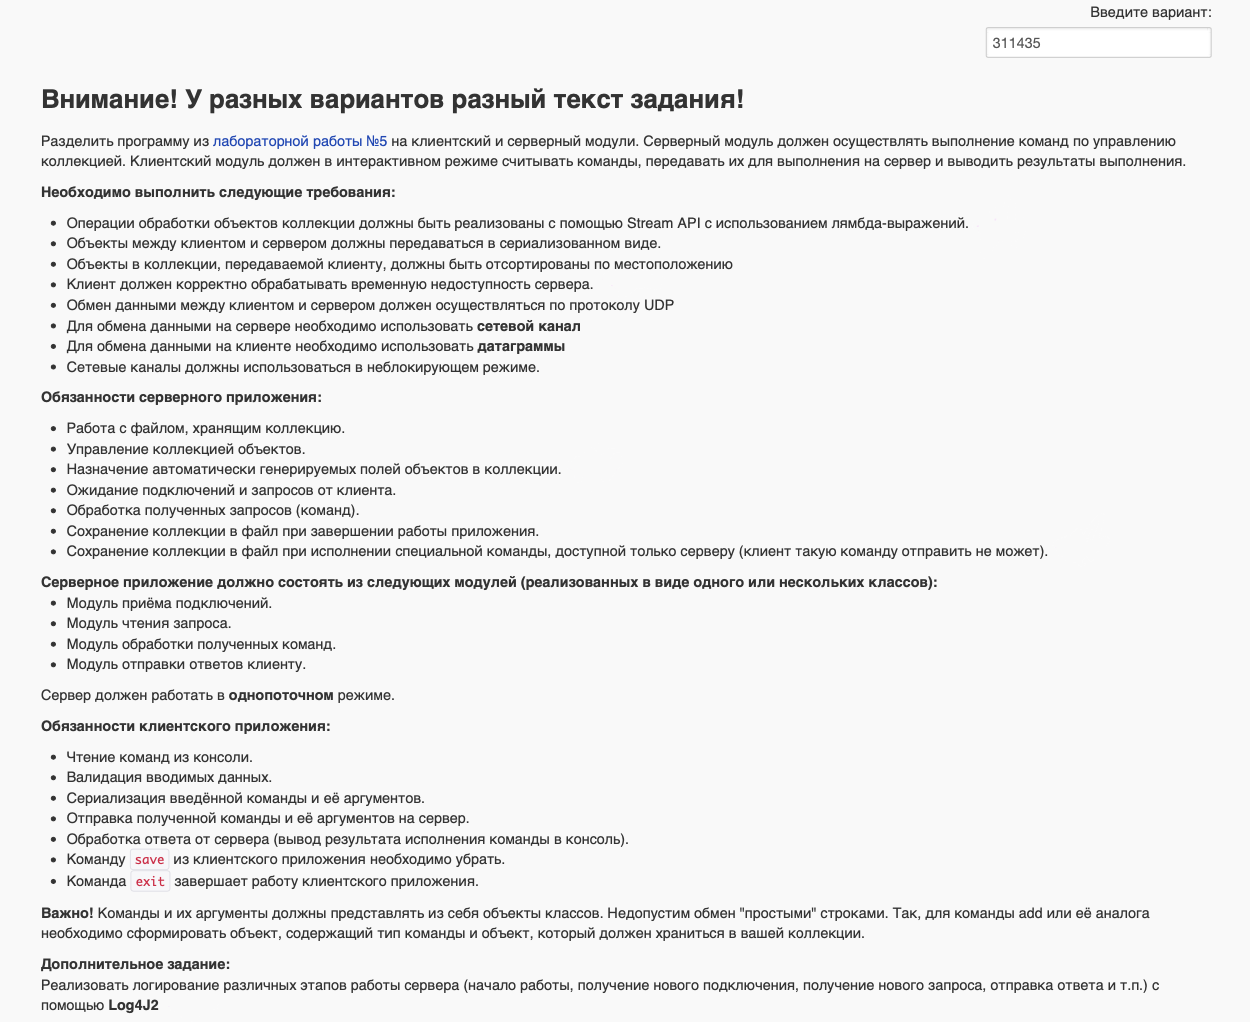 Введите вариант:
311435
Внимание! У разных вариантов разный текст задания!
Разделить программу из лабораторной работы №5 на клиентский и серверный модули. Серверный модуль должен осуществлять выполнение команд по управлению
коллекцией. Клиентский модуль должен в интерактивном режиме считывать команды, передавать их для выполнения на сервер и выводить результаты выполнения.
Необходимо выполнить следующие требования:
• Операции обработки объектов коллекции должны быть реализованы с помощью Stream API с использованием лямбда-выражений.
• Объекты между клиентом и сервером должны передаваться в сериализованном виде.
• Объекты в коллекции, передаваемой клиенту, должны быть отсортированы по местоположению
• Клиент должен корректно обрабатывать временную недоступность сервера.
• Обмен данными между клиентом и сервером должен осуществляться по протоколу UDP
• Для обмена данными на сервере необходимо использовать сетевой канал
• Для обмена данными на клиенте необходимо использовать датаграммы
• Сетевые каналы должны использоваться в неблокирующем режиме.
Обязанности серверного приложения:
• Работа с файлом, хранящим коллекцию.
• Управление коллекцией объектов.
• Назначение автоматически генерируемых полей объектов в коллекции.
• Ожидание подключений и запросов от клиента.
• Обработка полученных запросов (команд).
• Сохранение коллекции в файл при завершении работы приложения.
• Сохранение коллекции в файл при исполнении специальной команды, доступной только серверу (клиент такую команду отправить не может).
Серверное приложение должно состоять из следующих модулей (реализованных в виде одного или нескольких классов):
• Модуль приёма подключений.
• Модуль чтения запроса.
• Модуль обработки полученных команд.
• Модуль отправки ответов клиенту.
Сервер должен работать в однопоточном режиме.
Обязанности клиентского приложения:
• Чтение команд из консоли.
• Валидация вводимых данных.
• Сериализация введённой команды и её аргументов.
• Отправка полученной команды и её аргументов на сервер.
• Обработка ответа от сервера (вывод результата исполнения команды в консоль).
• Команду save из клиентского приложения необходимо убрать.
• Команда exit завершает работу клиентского приложения.
Важно! Команды и их аргументы должны представлять из себя объекты классов. Недопустим обмен "простыми" строками. Так, для команды add или её аналога
необходимо сформировать объект, содержащий тип команды и объект, который должен храниться в вашей коллекции.
Дополнительное задание:
Реализовать логирование различных этапов работы сервера (начало работы, получение нового подключения, получение нового запроса, отправка ответа и т.п.) с
помощью Log4J2